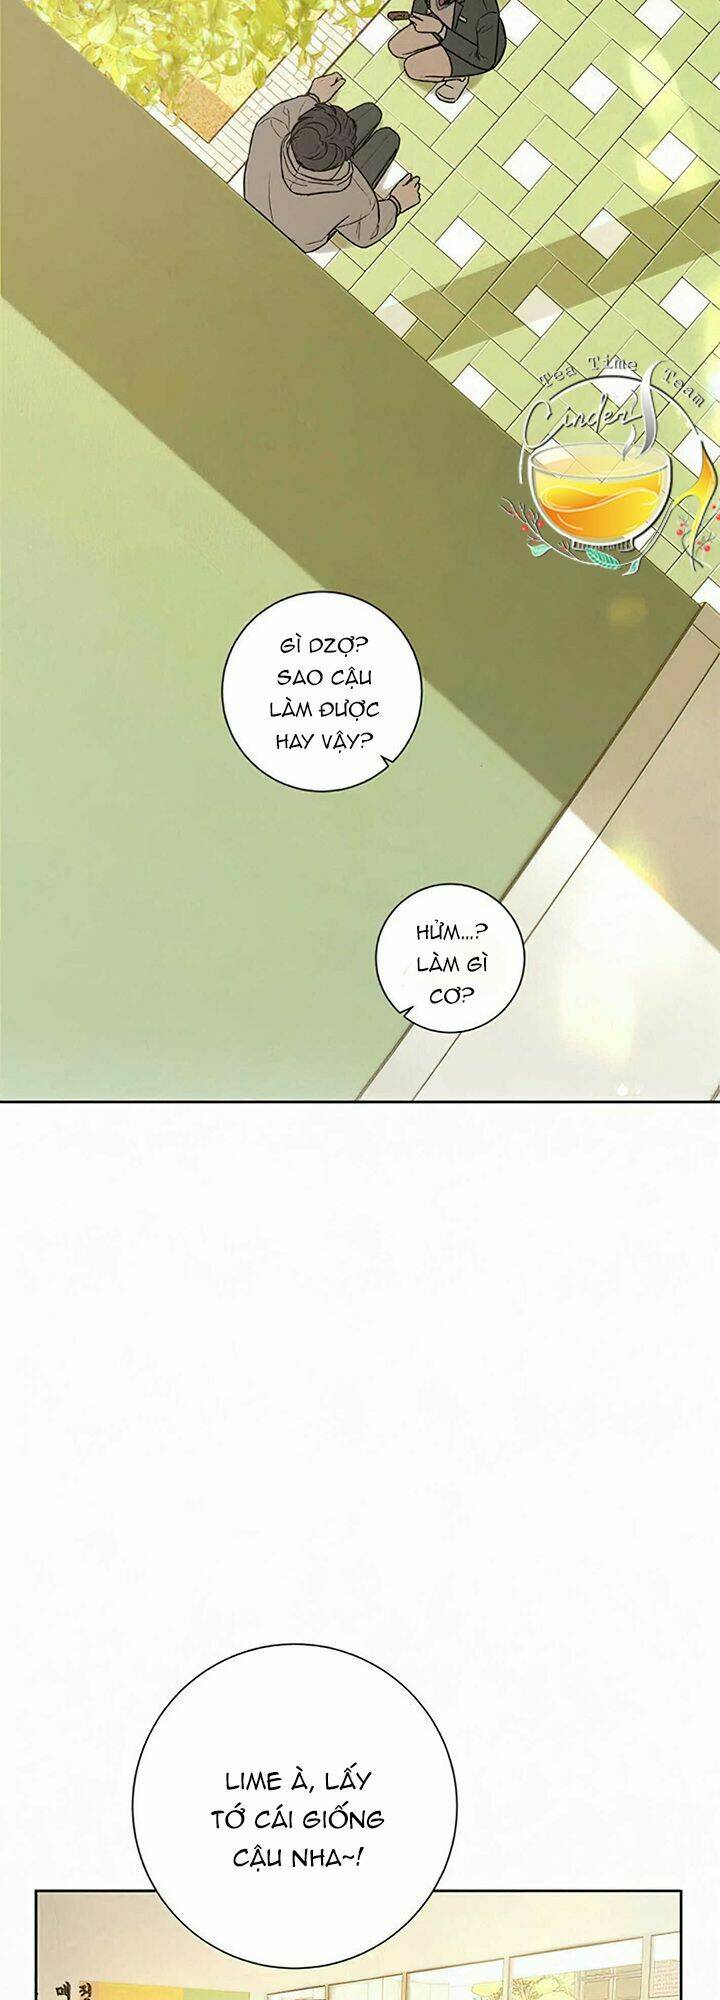 Tea Time Team
Cinder
GÌ DZỢ?
SAO CẬU
LÀM ĐƯỢC
HAY VẬY?
HỬM...?
LÀM GÌ
CƠ?
LIME À, LẤY
TỚ CÁI GIỐNG
CẬU NHA~!